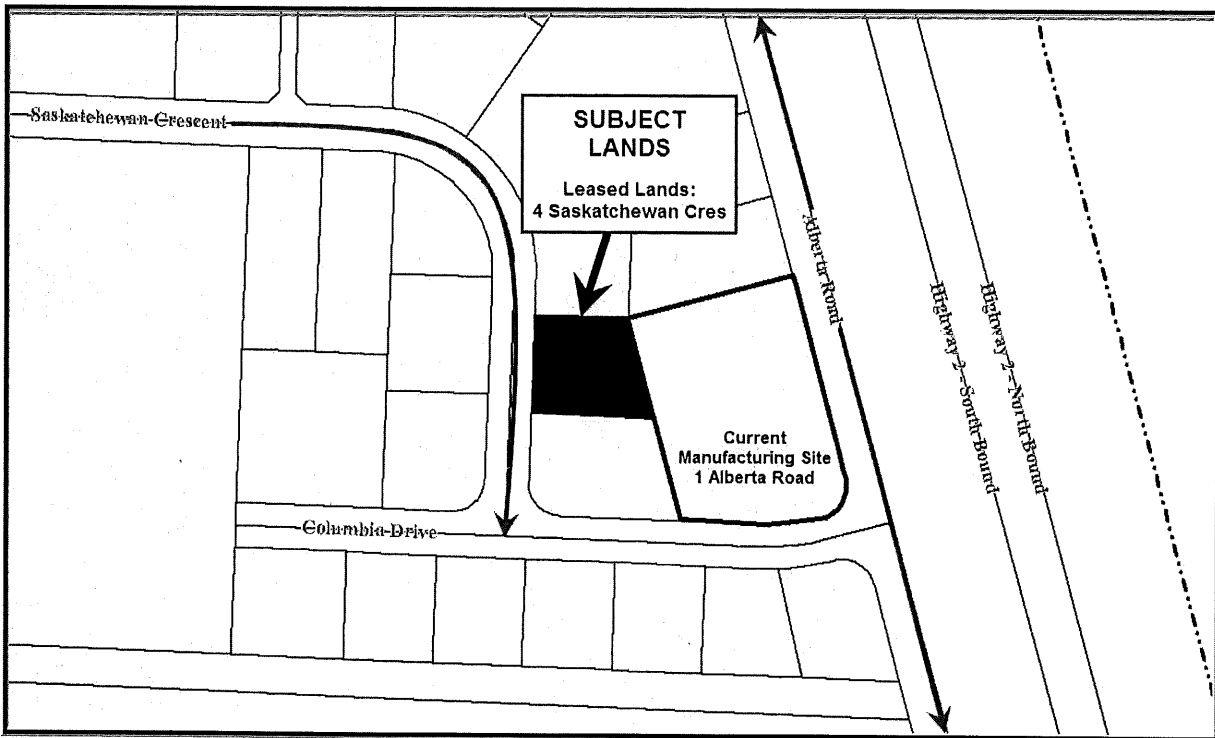 Saskatchewan Crescent
SUBJECT
LANDS
Leased Lands:
4 Saskatchewan Cres
Alberta Road
Highway 2 - South Bound
Highway 2 - North Bound
Current
Manufacturing Site
1 Alberta Road
Columbia Drive